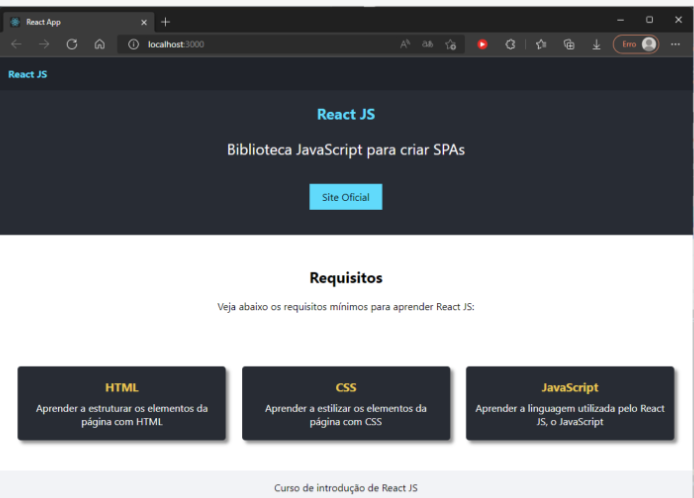 React App
localhost:3000
Erro
React JS
React JS
Biblioteca JavaScript para criar SPAs
Site Oficial
Requisitos
Veja abaixo os requisitos mínimos para aprender React JS:
HTML
Aprender a estruturar os elementos da
página com HTML
CSS
Aprender a estilizar os elementos da
página com CSS
JavaScript
Aprender a linguagem utilizada pelo React
JS, o JavaScript
Curso de introdução de React JS